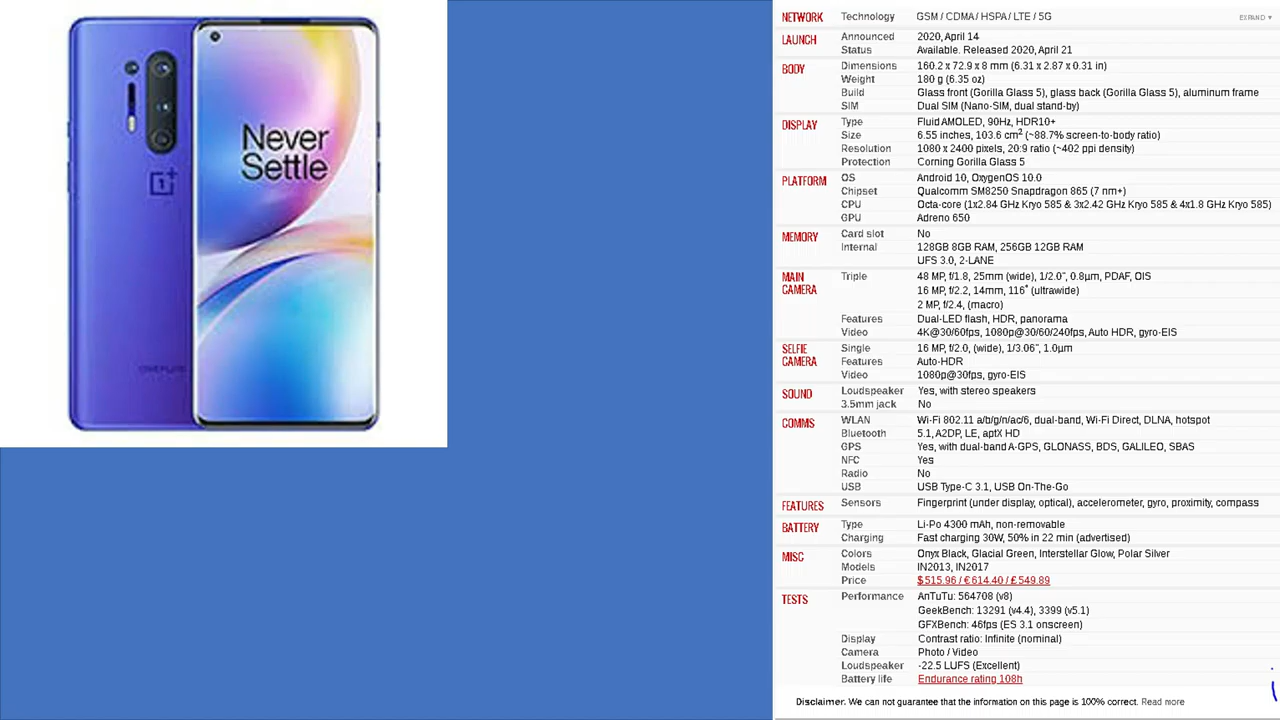 Never
Settle
NETWORK Technology GSM / CDMA / HSPA / LTE / 5G EXPAND ▼
LAUNCH Announced 2020, April 14
Status Available. Released 2020, April 21
BODY Dimensions 160.2 x 72.9 x 8 mm (6.31 x 2.87 x 0.31 in)
Weight 180 g (6.35 oz)
Build Glass front (Gorilla Glass 5), glass back (Gorilla Glass 5), aluminum frame
SIM Dual SIM (Nano-SIM, dual stand-by)
DISPLAY Type Fluid AMOLED, 90Hz, HDR10+
Size 6.55 inches, 103.6 cm² (~88.7% screen-to-body ratio)
Resolution 1080 x 2400 pixels, 20:9 ratio (~402 ppi density)
Protection Corning Gorilla Glass 5
PLATFORM OS Android 10, OxygenOS 10.0
Chipset Qualcomm SM8250 Snapdragon 865 (7 nm+)
CPU Octa-core (1x2.84 GHz Kryo 585 & 3x2.42 GHz Kryo 585 & 4x1.8 GHz Kryo 585)
GPU Adreno 650
MEMORY Card slot No
Internal 128GB 8GB RAM, 256GB 12GB RAM
UFS 3.0, 2-LANE
MAIN CAMERA Triple 48 MP, f/1.8, 25mm (wide), 1/2.0", 0.8µm, PDAF, OIS
16 MP, f/2.2, 14mm, 116˚ (ultrawide)
2 MP, f/2.4, (macro)
Features Dual-LED flash, HDR, panorama
Video 4K@30/60fps, 1080p@30/60/240fps, Auto HDR, gyro-EIS
SELFIE CAMERA Single 16 MP, f/2.0, (wide), 1/3.06", 1.0µm
Features Auto-HDR
Video 1080p@30fps, gyro-EIS
SOUND Loudspeaker Yes, with stereo speakers
3.5mm jack No
COMMS WLAN Wi-Fi 802.11 a/b/g/n/ac/6, dual-band, Wi-Fi Direct, DLNA, hotspot
Bluetooth 5.1, A2DP, LE, aptX HD
GPS Yes, with dual-band A-GPS, GLONASS, BDS, GALILEO, SBAS
NFC Yes
Radio No
USB USB Type-C 3.1, USB On-The-Go
FEATURES Sensors Fingerprint (under display, optical), accelerometer, gyro, proximity, compass
BATTERY Type Li-Po 4300 mAh, non-removable
Charging Fast charging 30W, 50% in 22 min (advertised)
MISC Colors Onyx Black, Glacial Green, Interstellar Glow, Polar Silver
Models IN2013, IN2017
Price $ 515.96 / € 614.40 / £ 549.89
TESTS Performance AnTuTu: 564708 (v8)
GeekBench: 13291 (v4.4), 3399 (v5.1)
GFXBench: 46fps (ES 3.1 onscreen)
Display Contrast ratio: Infinite (nominal)
Camera Photo / Video
Loudspeaker -22.5 LUFS (Excellent)
Battery life Endurance rating 108h
Disclaimer. We can not guarantee that the information on this page is 100% correct. Read more